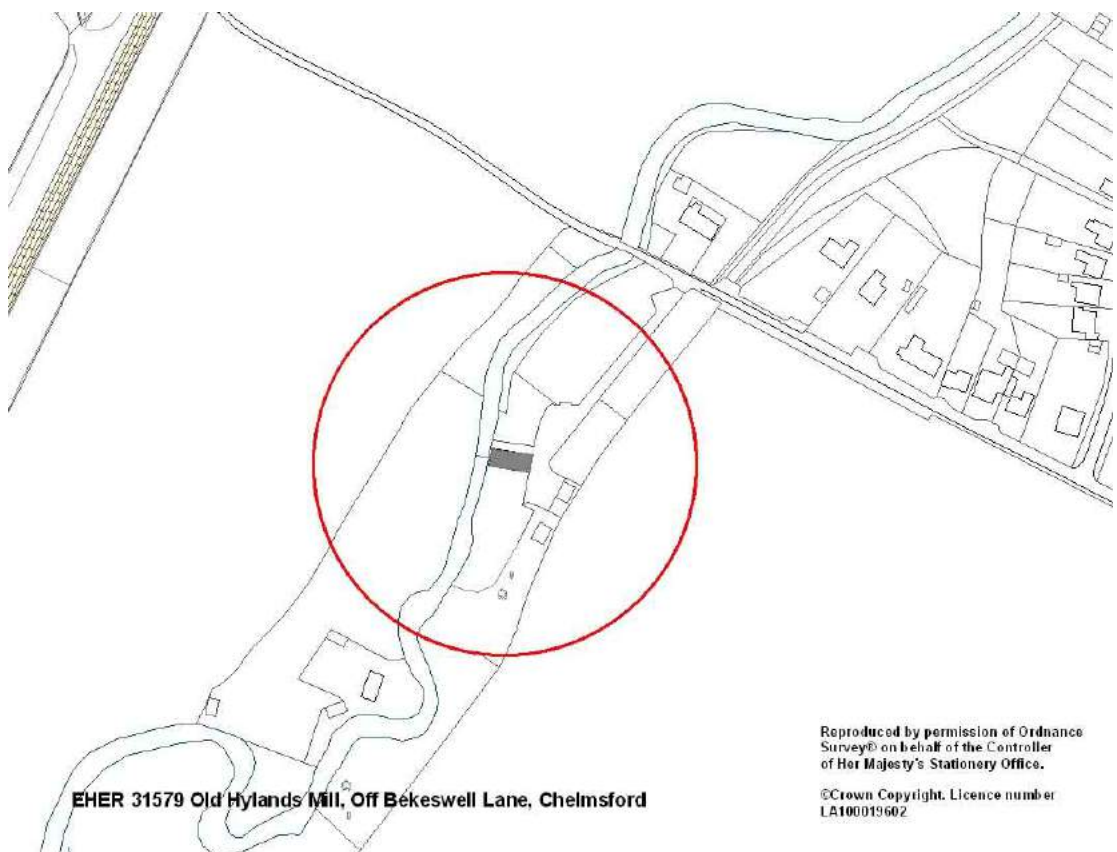 Reproduced by permission of Ordnance
Survey® on behalf of the Controller
of Her Majesty's Stationery Office.
©Crown Copyright. Licence number
LA100019602
EHER 31579 Old Hylands Mill, Off Bekeswell Lane, Chelmsford